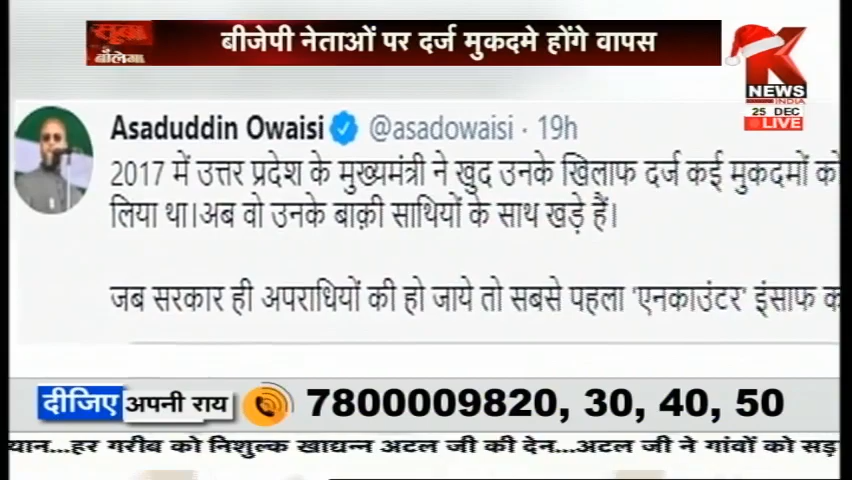 सूबा
बोलेगा
बीजेपी नेताओं पर दर्ज मुकदमे होंगे वापस
K
NEWS
INDIA
25 DEC
LIVE
Asaduddin Owaisi @asadowaisi · 19h
2017 में उत्तर प्रदेश के मुख्यमंत्री ने खुद उनके खिलाफ दर्ज कई मुकदमों को
लिया था।अब वो उनके बाक़ी साथियों के साथ खड़े हैं।
जब सरकार ही अपराधियों की हो जाये तो सबसे पहला 'एनकाउंटर' इंसाफ क
दीजिए अपनी राय 7800009820, 30, 40, 50
यान...हर गरीब को निशुल्क खाद्यन्न अटल जी की देन...अटल जी ने गांवों को सड़